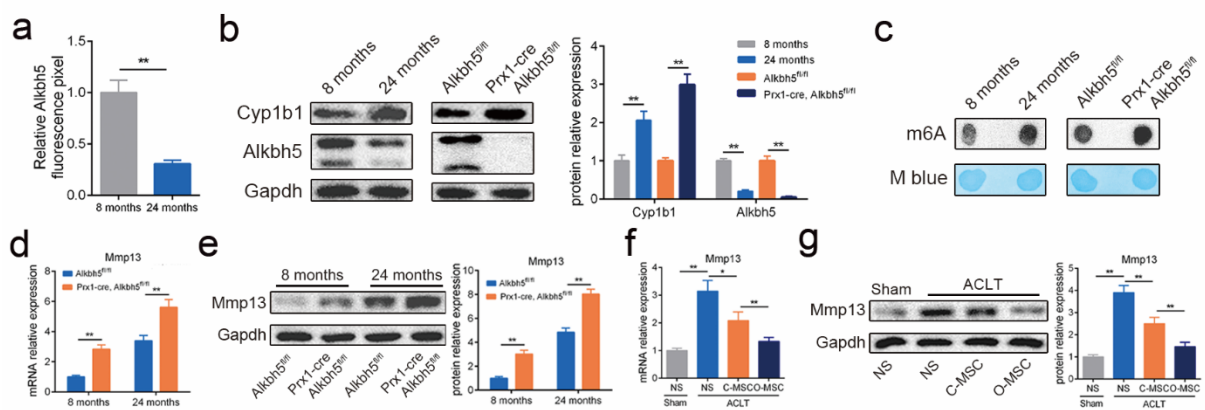 a
Relative Alkbh5
fluorescence pixel
1.5
1.0
0.5
0.0
**
8 months
24 months
b
8 months
24 months
Alkbh5fl/fl
Prx1-cre
Alkbh5fl/fl
Cyp1b1
Alkbh5
Gapdh
protein relative expression
4
3
2
1
0
**
**
**
**
8 months
24 months
Alkbh5fl/fl
Prx1-cre, Alkbh5fl/fl
Cyp1b1
Alkbh5
c
8 months
24 months
Alkbh5fl/fl
Prx1-cre
Alkbh5fl/fl
m6A
M blue
d
Mmp13
mRNA relative expression
8
6
4
2
0
Alkbh5fl/fl
Prx1-cre, Alkbh5fl/fl
**
**
8 months
24 months
e
8 months
24 months
Mmp13
Gapdh
Alkbh5fl/fl
Prx1-cre
Alkbh5fl/fl
Alkbh5fl/fl
Prx1-cre
Alkbh5fl/fl
Mmp13
protein relative expression
10
8
6
4
2
0
Alkbh5fl/fl
Prx1-cre, Alkbh5fl/fl
**
**
8 months
24 months
f
Mmp13
mRNA relative expression
5
4
3
2
1
0
**
*
**
NS
NS
C-MSC
O-MSC
Sham
ACLT
g
Sham
ACLT
Mmp13
Gapdh
NS
NS
C-MSC
O-MSC
Mmp13
protein relative expression
5
4
3
2
1
0
**
**
**
NS
NS
C-MSC
O-MSC
Sham
ACLT